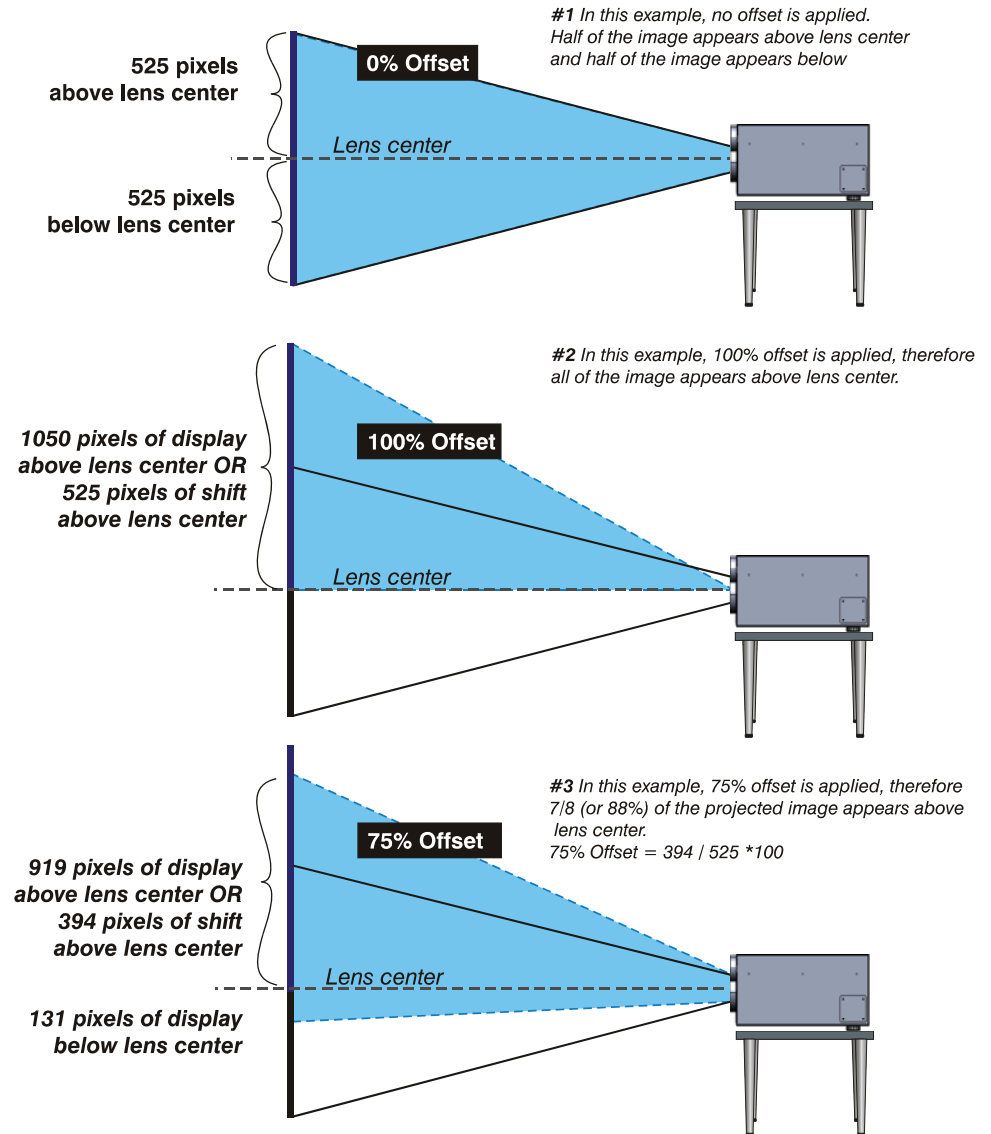 #1 In this example, no offset is applied.
Half of the image appears above lens center
and half of the image appears below
525 pixels
above lens center
0% Offset
Lens center
525 pixels
below lens center
#2 In this example, 100% offset is applied, therefore
all of the image appears above lens center.
1050 pixels of display
above lens center OR
525 pixels of shift
above lens center
100% Offset
Lens center
#3 In this example, 75% offset is applied, therefore
7/8 (or 88%) of the projected image appears above
lens center.
75% Offset = 394 / 525 *100
75% Offset
919 pixels of display
above lens center OR
394 pixels of shift
above lens center
Lens center
131 pixels of display
below lens center